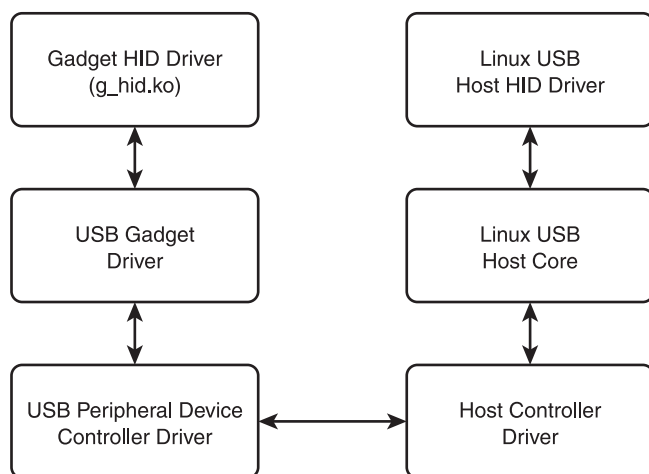 Gadget HID Driver
(g_hid.ko)
Linux USB
Host HID Driver
USB Gadget
Driver
Linux USB
Host Core
USB Peripheral Device
Controller Driver
Host Controller
Driver